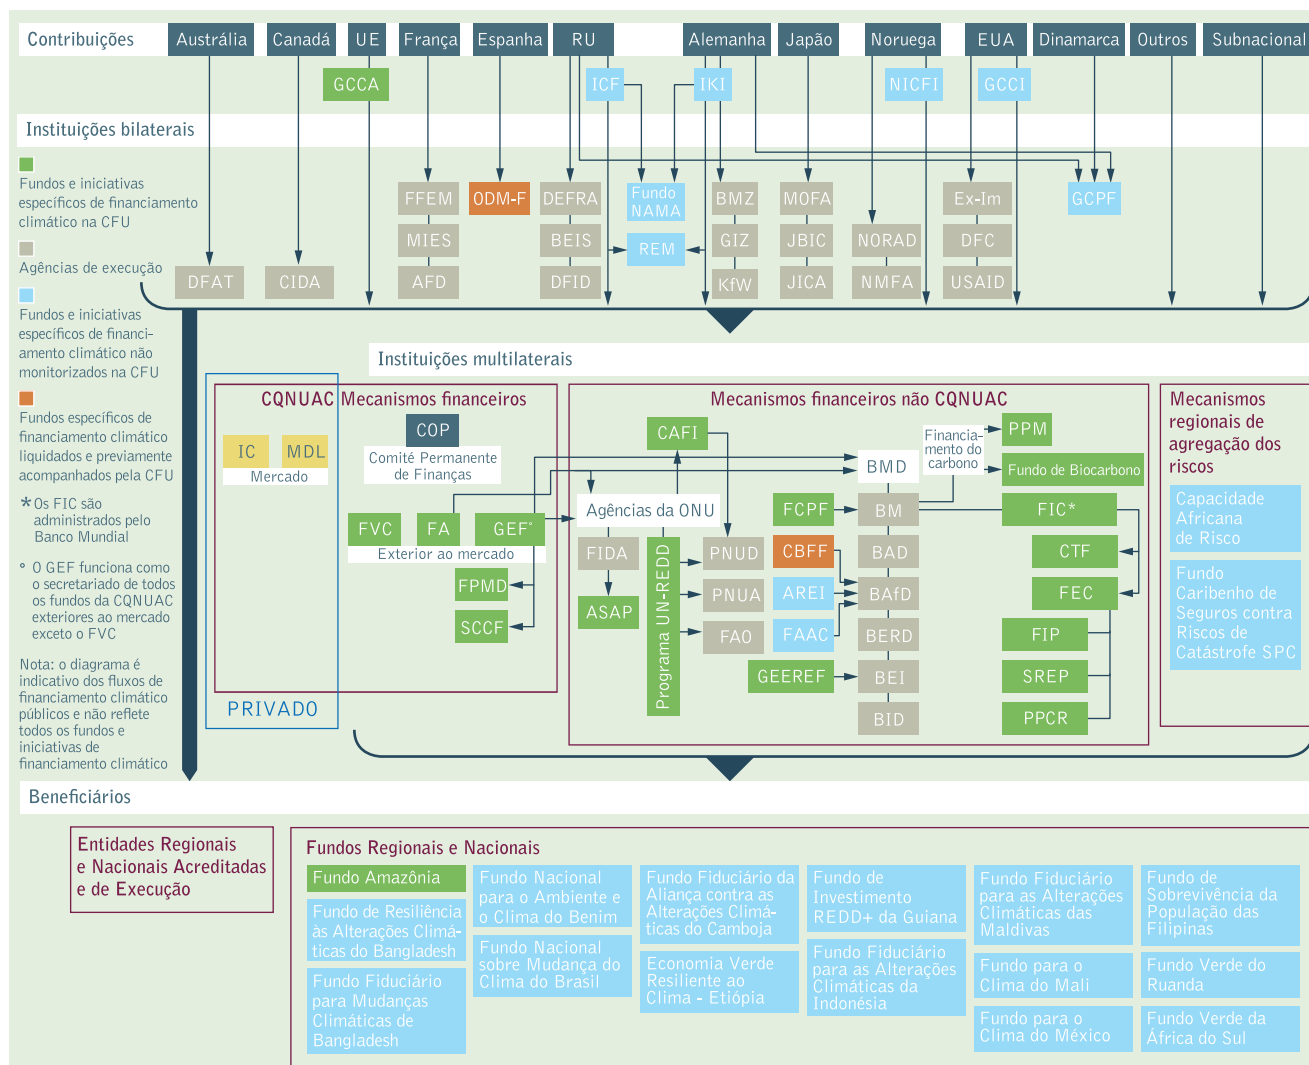 Contribuições
Austrália
Canadá
UE
França
Espanha
RU
Alemanha
Japão
Noruega
EUA
Dinamarca
Outros
Subnacional
GCCA
ICF
IKI
NICFI
GCCI
Instituições bilaterais
Fundos e iniciativas
específicos de financiamento
climático na CFU
Agências de execução
Fundos e iniciativas
específicos de financi-
amento climático não
monitorizados na CFU
Fundos específicos de
financiamento climático
liquidados e previamente
acompanhados pela CFU
* Os FIC são
administrados pelo
Banco Mundial
° O GEF funciona como
o secretariado de todos
os fundos da CQNUAC
exteriores ao mercado
exceto o FVC
Nota: o diagrama é
indicativo dos fluxos de
financiamento climático
públicos e não reflete
todos os fundos e
iniciativas de
financiamento climático
DFAT
CIDA
FFEM
MIES
AFD
ODM-F
DEFRA
BEIS
DFID
Fundo
NAMA
REM
BMZ
GIZ
KfW
MOFA
JBIC
JICA
NORAD
NMFA
Ex-Im
DFC
USAID
GCPF
Instituições multilaterais
CQNUAC Mecanismos financeiros
IC
MDL
Mercado
COP
Comité Permanente
de Finanças
FVC
FA
GEF°
Exterior ao mercado
FPMD
SCCF
PRIVADO
Mecanismos financeiros não CQNUAC
CAFI
Agências da ONU
FIDA
ASAP
Programa UN-REDD
PNUD
PNUA
FAO
FCPF
CBFF
AREI
FAAC
GEEREF
BMD
BM
BAD
BAfD
BERD
BEI
BID
Financia-
mento do
carbono
PPM
Fundo de Biocarbono
FIC*
CTF
FEC
FIP
SREP
PPCR
Mecanismos
regionais de
agregação dos
riscos
Capacidade
Africana
de Risco
Fundo
Caribenho de
Seguros contra
Riscos de
Catástrofe SPC
Beneficiários
Entidades Regionais
e Nacionais Acreditadas
e de Execução
Fundos Regionais e Nacionais
Fundo Amazônia
Fundo de Resiliência
às Alterações Climá-
ticas do Bangladesh
Fundo Fiduciário
para Mudanças
Climáticas de
Bangladesh
Fundo Nacional
para o Ambiente e
o Clima do Benim
Fundo Nacional
sobre Mudança do
Clima do Brasil
Fundo Fiduciário da
Aliança contra as
Alterações Climá-
ticas do Camboja
Economia Verde
Resiliente ao
Clima - Etiópia
Fundo de
Investimento
REDD+ da Guiana
Fundo Fiduciário
para as Alterações
Climáticas da
Indonésia
Fundo Fiduciário
para as Alterações
Climáticas das
Maldivas
Fundo para o
Clima do Mali
Fundo para o
Clima do México
Fundo de
Sobrevivência da
População das
Filipinas
Fundo Verde do
Ruanda
Fundo Verde da
África do Sul